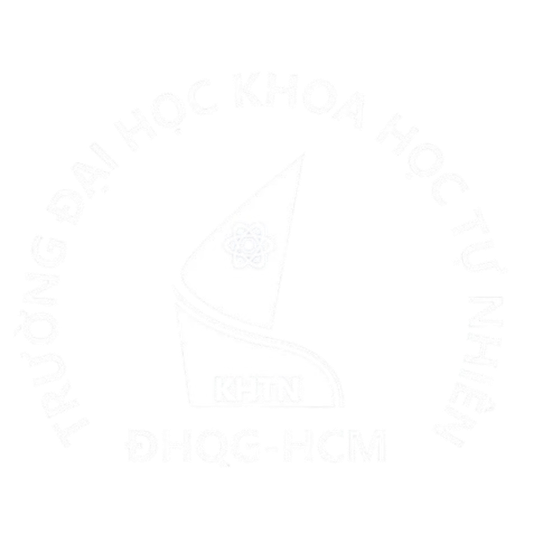 TRƯỜNG ĐẠI HỌC KHOA HỌC TỰ NHIÊN
KHTN
ĐHQG-HCM